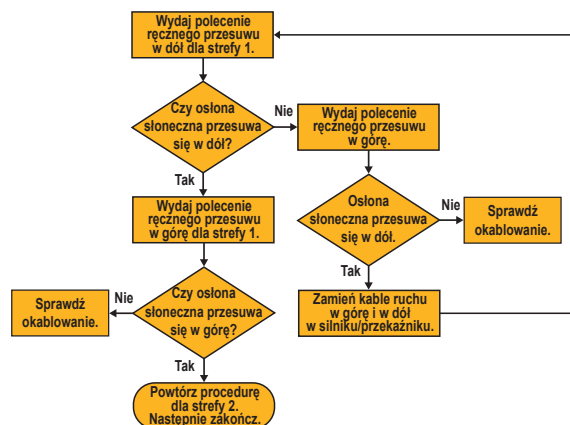 Wydaj polecenie
ręcznego przesuwu
w dół dla strefy 1.
Czy osłona
słoneczna przesuwa
się w dół?
Nie
Wydaj polecenie
ręcznego przesuwu
w górę.
Tak
Wydaj polecenie
ręcznego przesuwu
w górę dla strefy 1.
Osłona
słoneczna przesuwa
się w dół.
Nie
Sprawdź
okablowanie.
Tak
Zamień kable ruchu
w górę i w dół
w silniku/przekaźniku.
Czy osłona
słoneczna przesuwa
się w górę?
Nie
Sprawdź
okablowanie.
Tak
Powtórz procedurę
dla strefy 2.
Następnie zakończ.